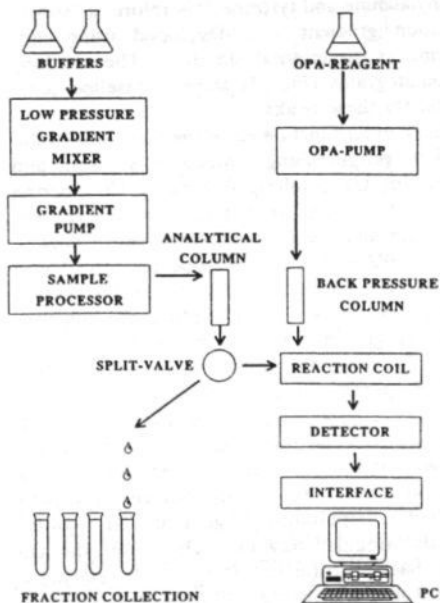 BUFFERS
OPA-REAGENT
LOW PRESSURE
GRADIENT
MIXER
OPA-PUMP
GRADIENT
PUMP
ANALYTICAL
COLUMN
SAMPLE
PROCESSOR
BACK PRESSURE
COLUMN
SPLIT-VALVE
REACTION COIL
DETECTOR
INTERFACE
FRACTION COLLECTION
PC